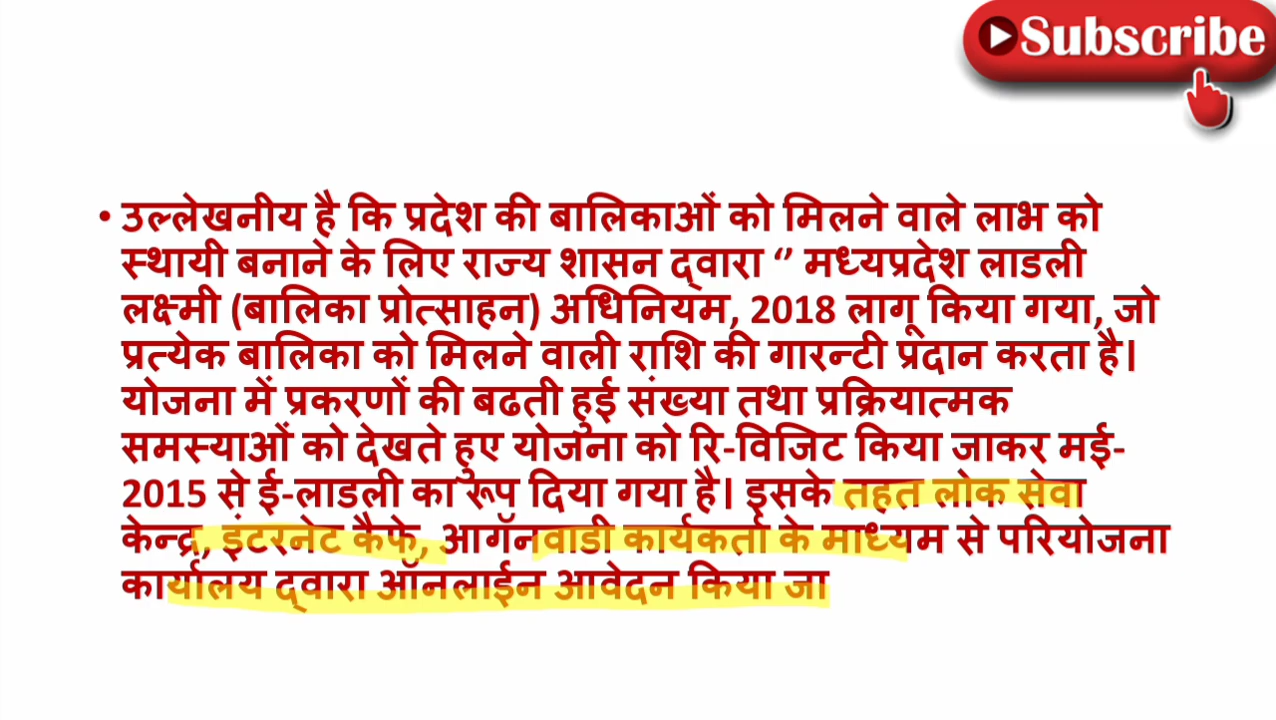 Subscribe
• उल्लेखनीय है कि प्रदेश की बालिकाओं को मिलने वाले लाभ को
स्थायी बनाने के लिए राज्य शासन द्वारा ‘’ मध्यप्रदेश लाडली
लक्ष्मी (बालिका प्रोत्साहन) अधिनियम, 2018 लागू किया गया, जो
प्रत्येक बालिका को मिलने वाली राशि की गारन्टी प्रदान करता है।
योजना में प्रकरणों की बढती हुई संख्या तथा प्रक्रियात्मक
समस्याओं को देखते हुए योजना को रि-विजिट किया जाकर मई-
2015 से ई-लाडली का रूप दिया गया है। इसके तहत लोक सेवा
केन्द्र, इंटरनेट कैफे, आगॅनवाडी कार्यकर्ता के माध्यम से परियोजना
कार्यालय द्वारा ऑनलाईन आवेदन किया जा